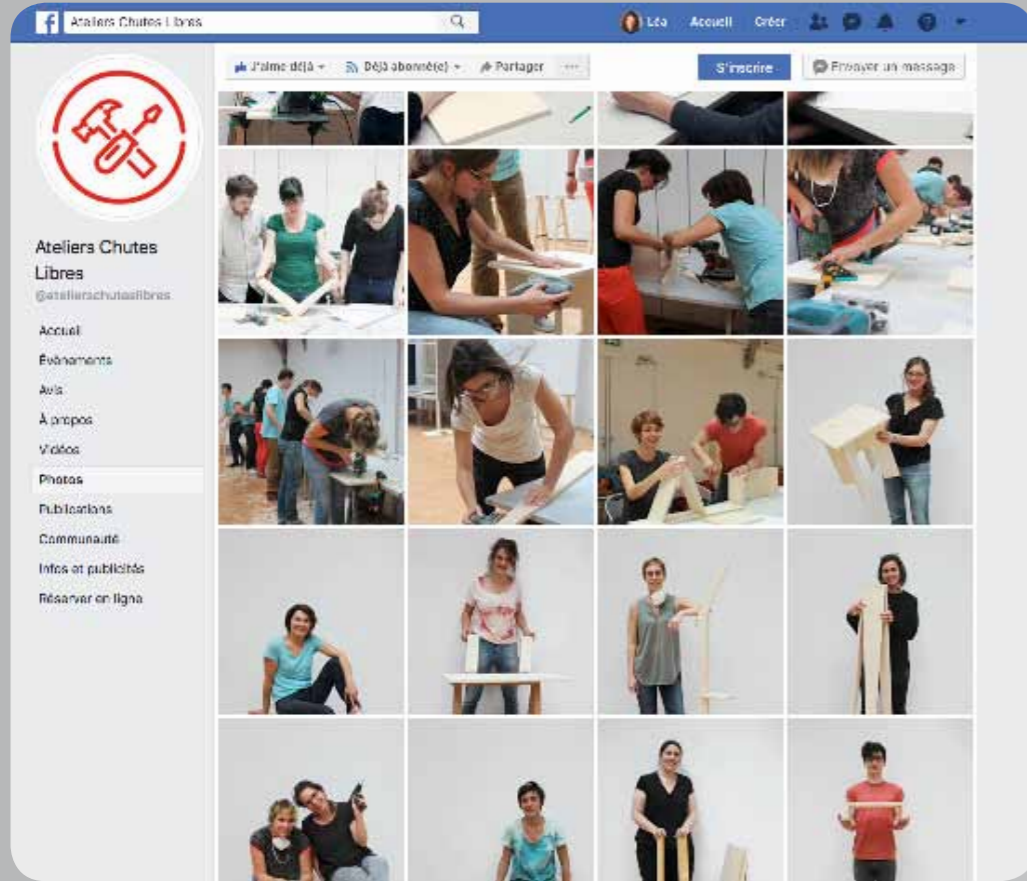 Ateliers Chutes Libres
Léa Accueil Créer
J'aime déjà Déjà abonné(e) Partager ...
S'inscrire Envoyer un message
Ateliers Chutes
Libres
@atelierschuteslibres
Accueil
Évènements
Avis
À propos
Vidéos
Photos
Publications
Communauté
Infos et publicités
Réserver en ligne